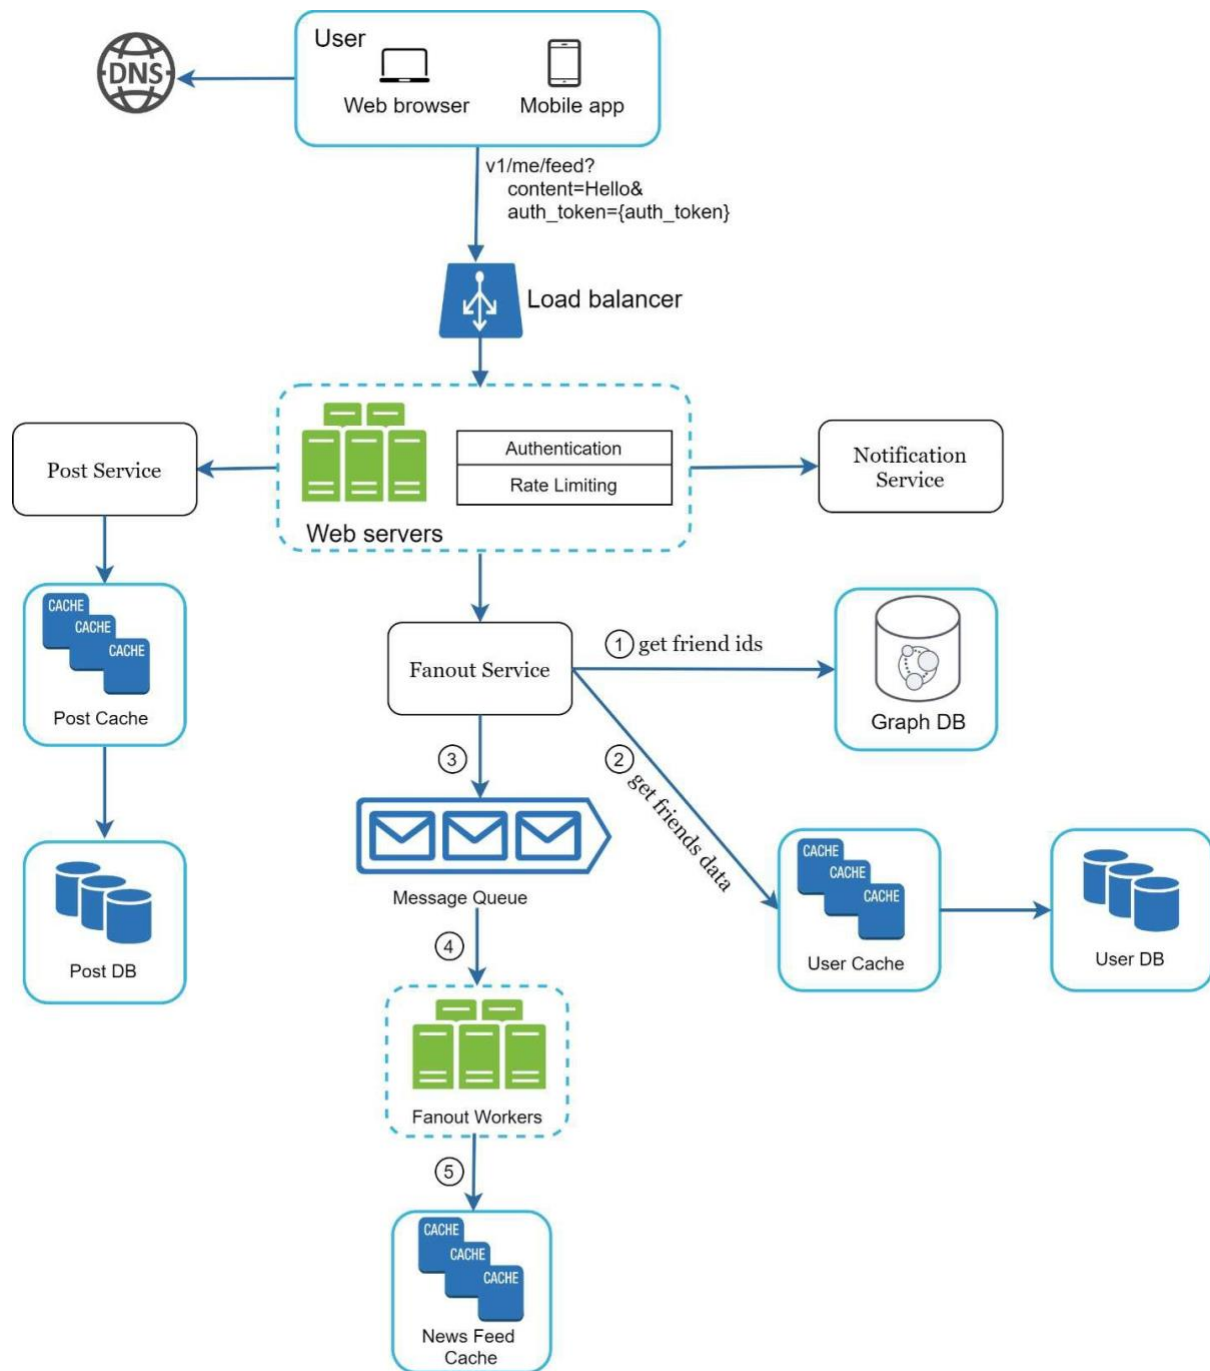 User
DNS
Web browser
Mobile app
v1/me/feed?
content=Hello&
auth_token={auth_token}
Load balancer
Authentication
Rate Limiting
Web servers
Post Service
Notification
Service
CACHE
CACHE
CACHE
Post Cache
Fanout Service
1 get friend ids
Graph DB
2 get friends data
3
Message Queue
Post DB
CACHE
CACHE
CACHE
User Cache
User DB
4
Fanout Workers
5
CACHE
CACHE
CACHE
News Feed
Cache